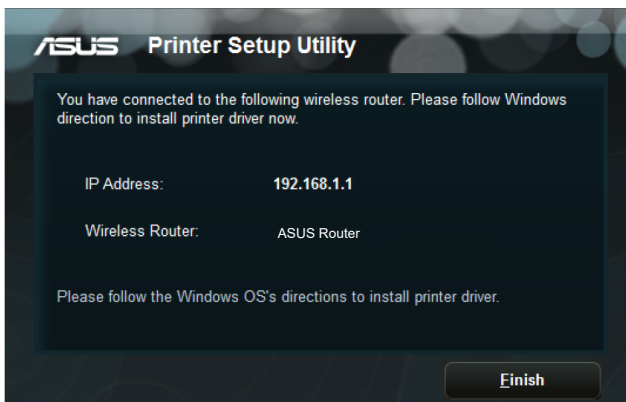 ASUS Printer Setup Utility
You have connected to the following wireless router. Please follow Windows
direction to install printer driver now.
IP Address: 192.168.1.1
Wireless Router: ASUS Router
Please follow the Windows OS's directions to install printer driver.
Finish